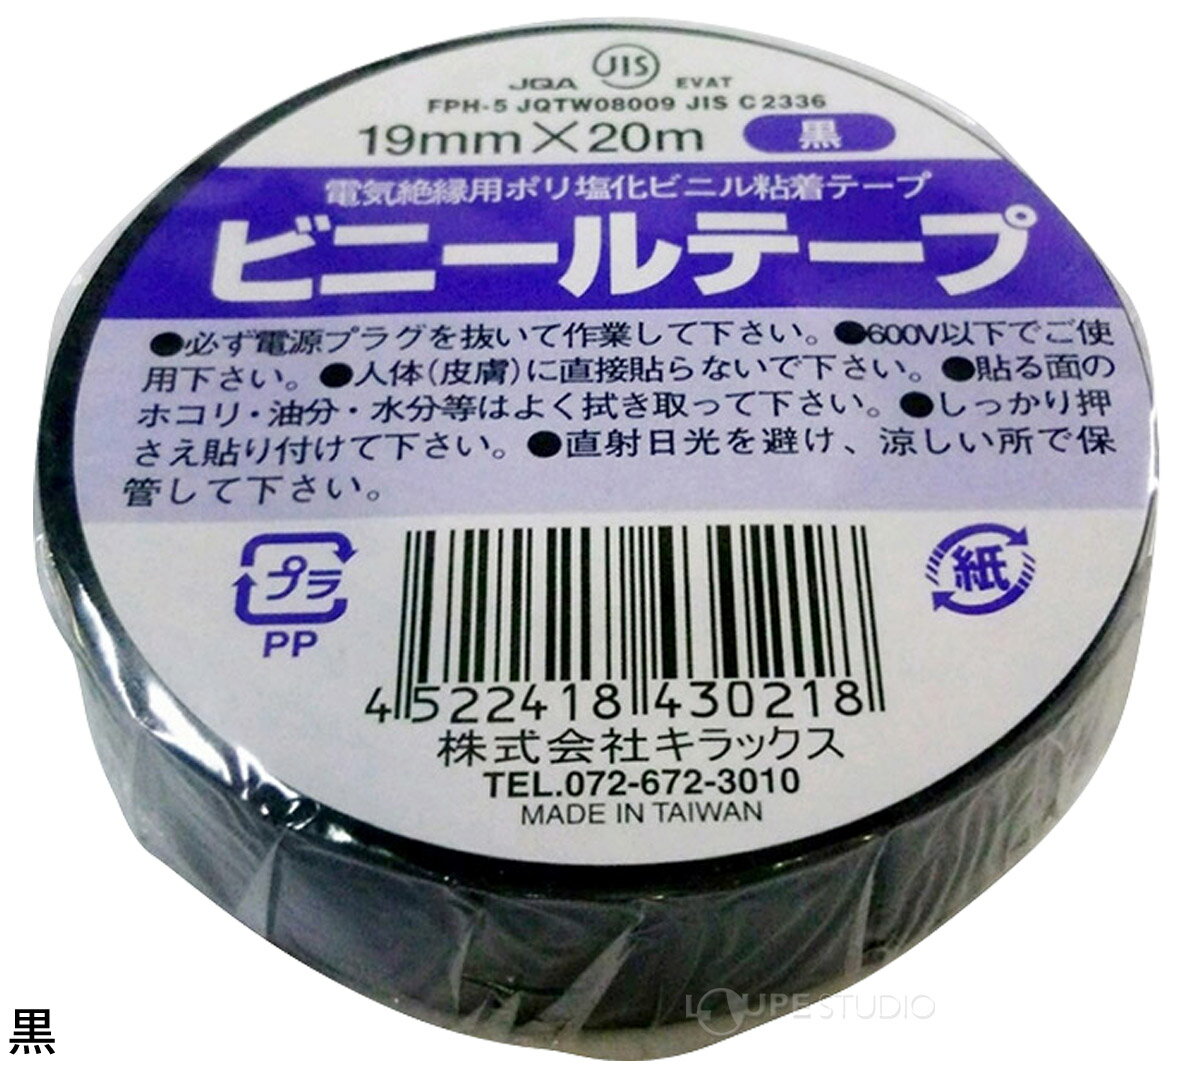 JQA JIS EVAT
FPH-5 JQTW08009 JIS C 2336
19mm×20m 黒
電気絶縁用ポリ塩化ビニル粘着テープ
ビニールテープ
●必ず電源プラグを抜いて作業して下さい。●600V以下でご使
用下さい。●人体(皮膚)に直接貼らないで下さい。●貼る面の
ホコリ・油分・水分等はよく拭き取って下さい。●しっかり押
さえ貼り付けて下さい。●直射日光を避け、涼しい所で保
管して下さい。
プラ 紙
PP
4 522418 430218
株式会社キラックス
TEL.072-672-3010
MADE IN TAIWAN
LOUPE STUDIO
黒